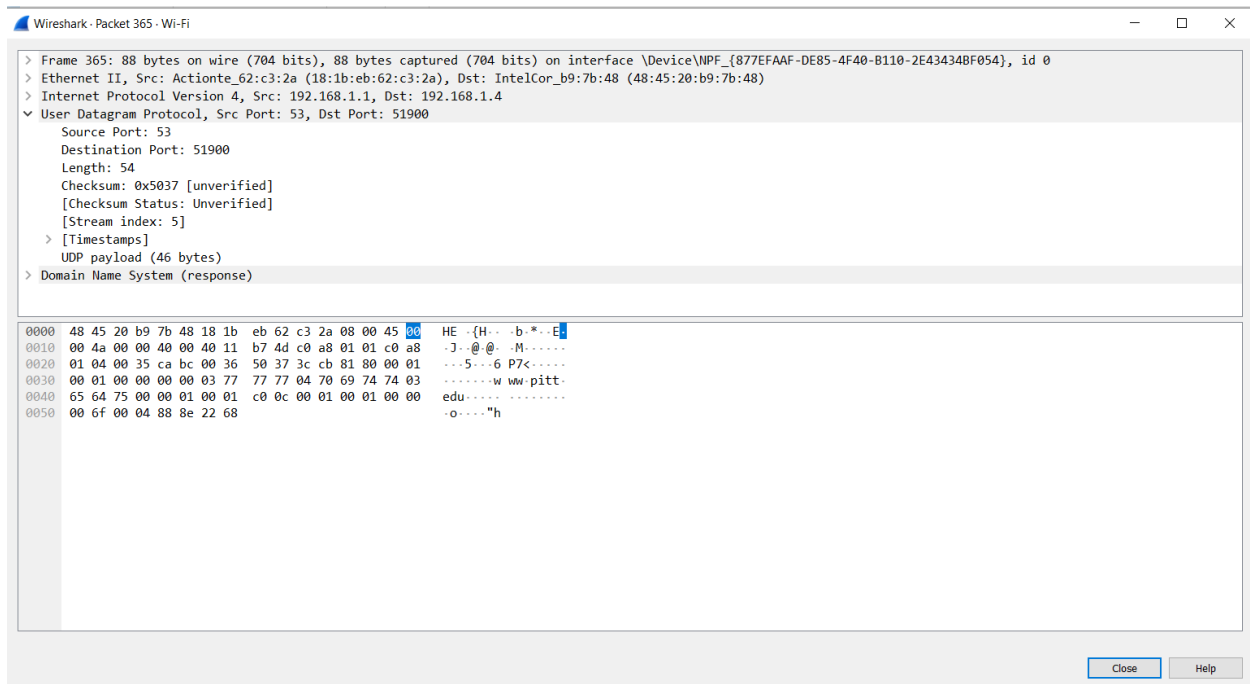 Wireshark · Packet 365 · Wi-Fi
> Frame 365: 88 bytes on wire (704 bits), 88 bytes captured (704 bits) on interface \Device\NPF_{877EFAAF-DE85-4F40-B110-2E43434BF054}, id 0
> Ethernet II, Src: Actionte_62:c3:2a (18:1b:eb:62:c3:2a), Dst: IntelCor_b9:7b:48 (48:45:20:b9:7b:48)
> Internet Protocol Version 4, Src: 192.168.1.1, Dst: 192.168.1.4
User Datagram Protocol, Src Port: 53, Dst Port: 51900
Source Port: 53
Destination Port: 51900
Length: 54
Checksum: 0x5037 [unverified]
[Checksum Status: Unverified]
[Stream index: 5]
> [Timestamps]
UDP payload (46 bytes)
> Domain Name System (response)
0000 48 45 20 b9 7b 48 18 1b eb 62 c3 2a 08 00 45 00 HE ·{H·· ·b·*··E·
0010 00 4a 00 00 40 00 40 11 b7 4d c0 a8 01 01 c0 a8 ·J··@·@· ·M······
0020 01 04 00 35 ca bc 00 36 50 37 3c cb 81 80 00 01 ···5···6 P7<·····
0030 00 01 00 00 00 00 03 77 77 77 04 70 69 74 74 03 ·······w ww·pitt·
0040 65 64 75 00 00 01 00 01 c0 0c 00 01 00 01 00 00 edu····· ········
0050 00 6f 00 04 88 8e 22 68 ·o····"h
Close Help